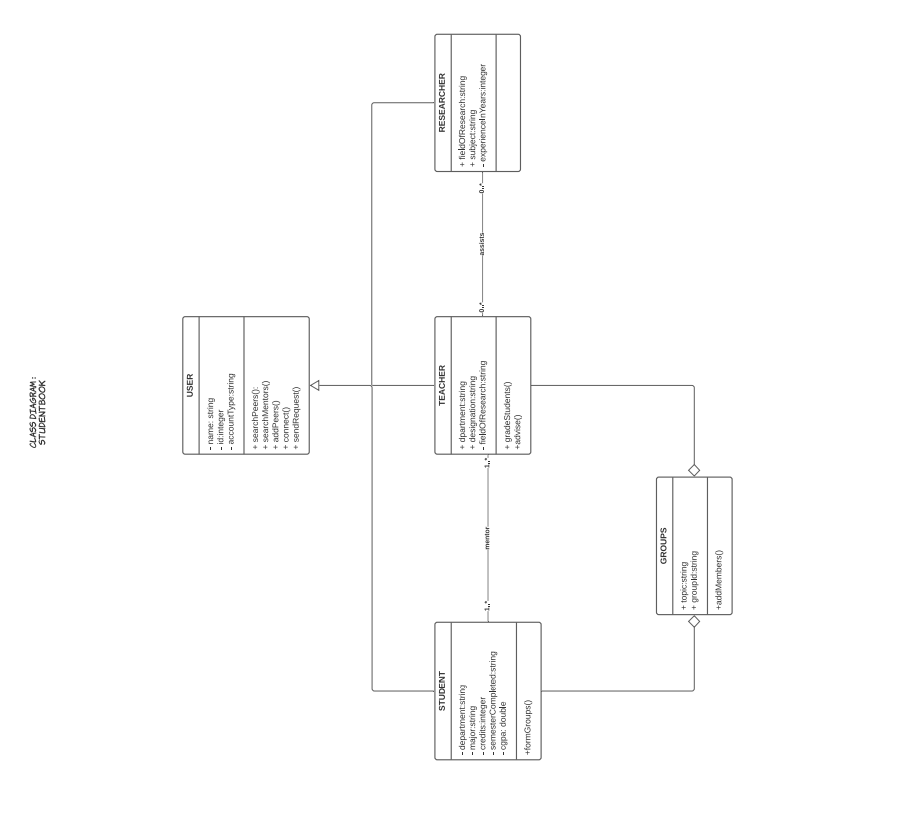 CLASS DIAGRAM:
STUDENTBOOK
USER
- name: string
- id:integer
- accountType:string
+ searchPeers():
+ searchMentors()
+ addPeers()
+ connect()
+ sendRequest()
STUDENT
- department:string
- major:string
- credits:integer
- semesterCompleted:string
- cgpa: double
+formGroups()
1..*
mentor
1..*
TEACHER
+ dpartment:string
+ designation:string
- fieldOfResearch:string
+ gradeStudents()
+advise()
0..*
assists
0..*
RESEARCHER
+ fieldOfResearch:string
+ subject:string
- experienceInYears:integer
GROUPS
+ topic:string
+ groupId:string
+addMembers()